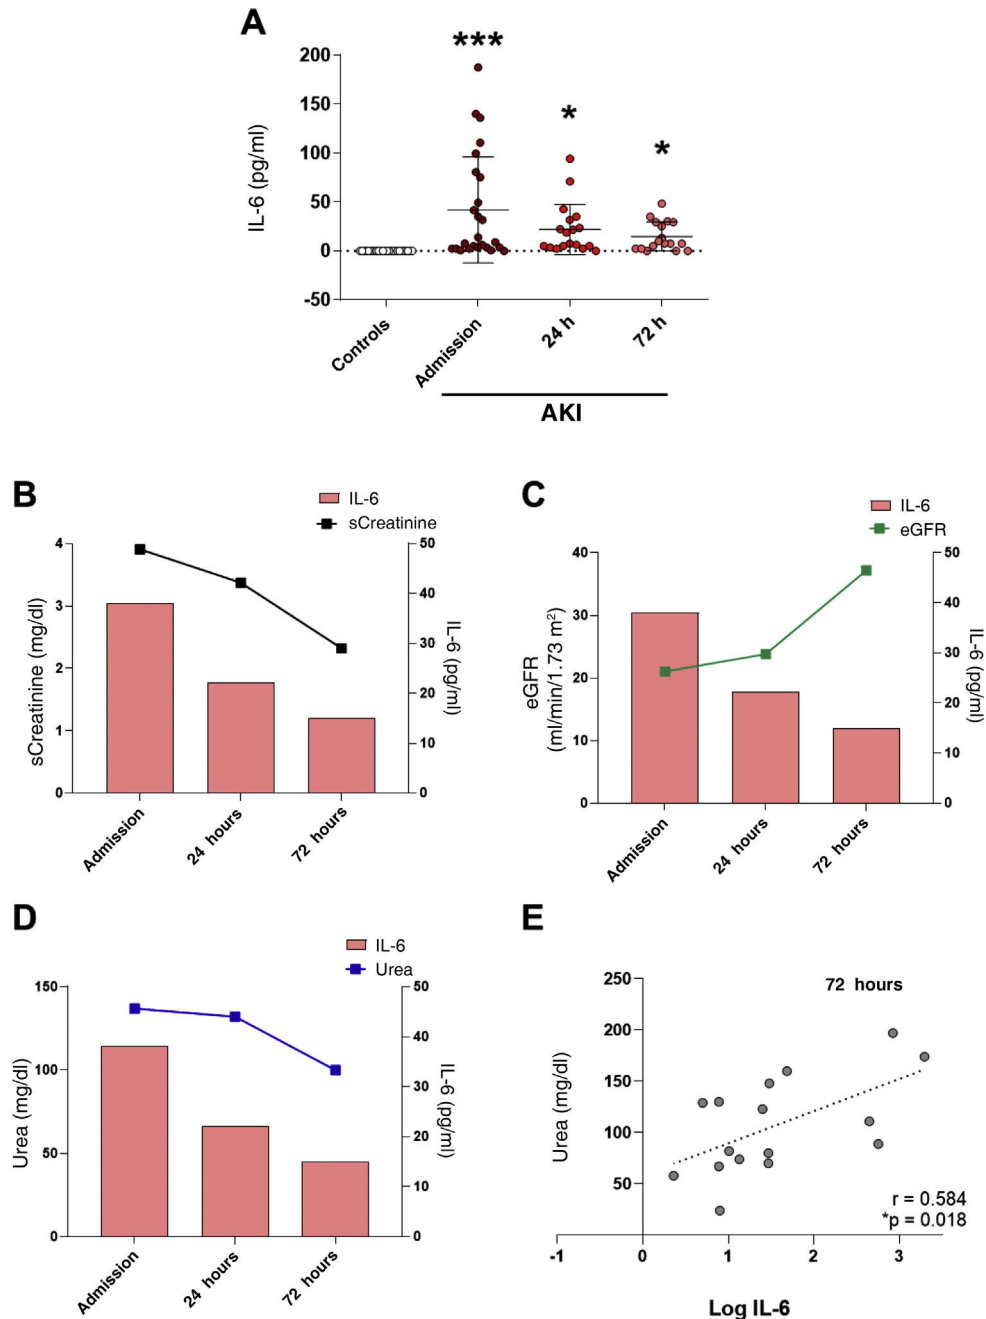 A
***
*
*
200
150
100
50
0
-50
IL-6 (pg/ml)
Controls
Admission
24 h
72 h
AKI
B
IL-6
sCreatinine
4
3
2
1
0
sCreatinine (mg/dl)
50
40
30
20
10
0
IL-6 (pg/ml)
Admission
24 hours
72 hours
C
IL-6
eGFR
40
30
20
10
0
eGFR
(ml/min/1.73 m²)
50
40
30
20
10
0
IL-6 (pg/ml)
Admission
24 hours
72 hours
D
IL-6
Urea
150
100
50
0
Urea (mg/dl)
50
40
30
20
10
0
IL-6 (pg/ml)
Admission
24 hours
72 hours
E
72 hours
250
200
150
100
50
Urea (mg/dl)
r = 0.584
*p = 0.018
-1
0
1
2
3
Log IL-6